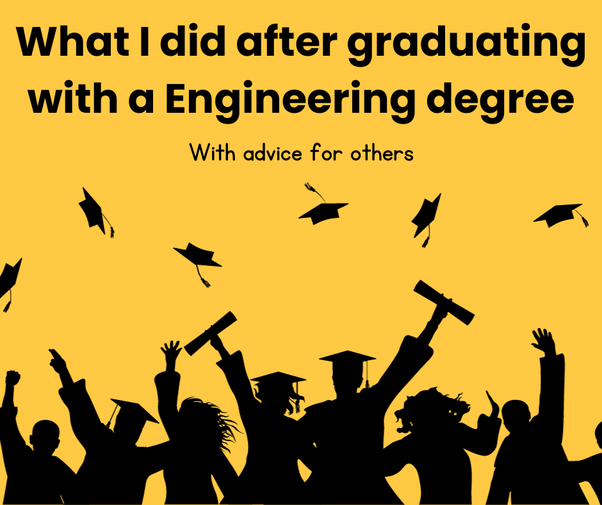 What I did after graduating
with a Engineering degree
With advice for others